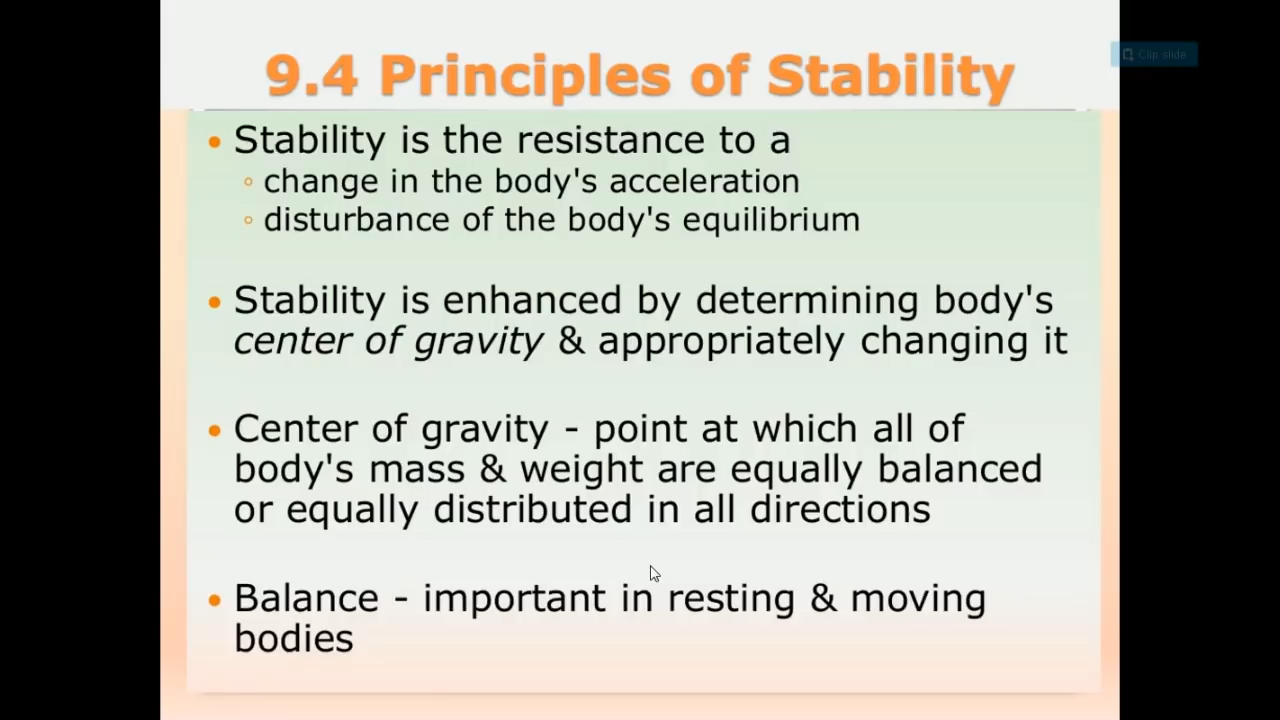 Clip slide
9.4 Principles of Stability
• Stability is the resistance to a
◦ change in the body's acceleration
◦ disturbance of the body's equilibrium
• Stability is enhanced by determining body's
center of gravity & appropriately changing it
• Center of gravity - point at which all of
body's mass & weight are equally balanced
or equally distributed in all directions
• Balance - important in resting & moving
bodies